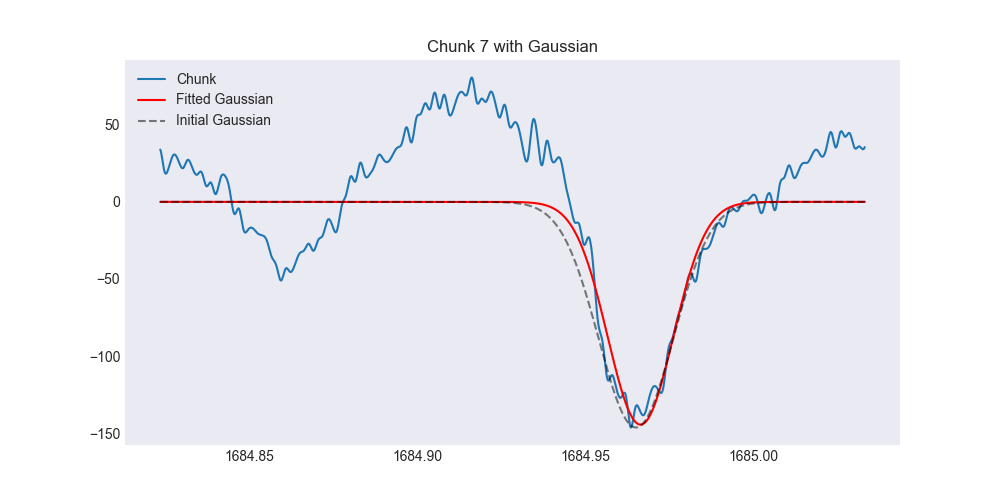 Chunk 7 with Gaussian
Chunk
Fitted Gaussian
Initial Gaussian
50
0
−50
−100
−150
1684.85 1684.90 1684.95 1685.00